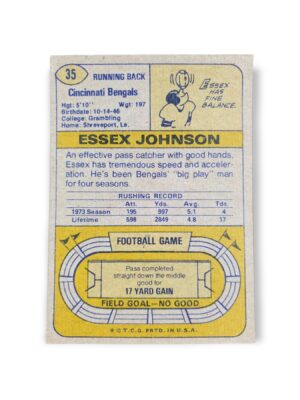 35
RUNNING BACK
Cincinnati Bengals
Hgt: 5'10" Wgt: 197
Birthdate: 10-14-46
College: Grambling
Home: Shreveport, La.
ESSEX
HAS
FINE
BALANCE.
ESSEX JOHNSON
An effective pass catcher with good hands.
Essex has tremendous speed and acceler-
ation. He's been Bengals' "big play" man
for four seasons.
RUSHING RECORD
Att. Yds. Avg. Tds.
1973 Season 195 997 5.1 4
Lifetime 598 2849 4.8 17
FOOTBALL GAME
Pass completed
straight down the middle
good for
17 YARD GAIN
FIELD GOAL—NO GOOD
© T.C.G. PRTD. IN U.S.A.